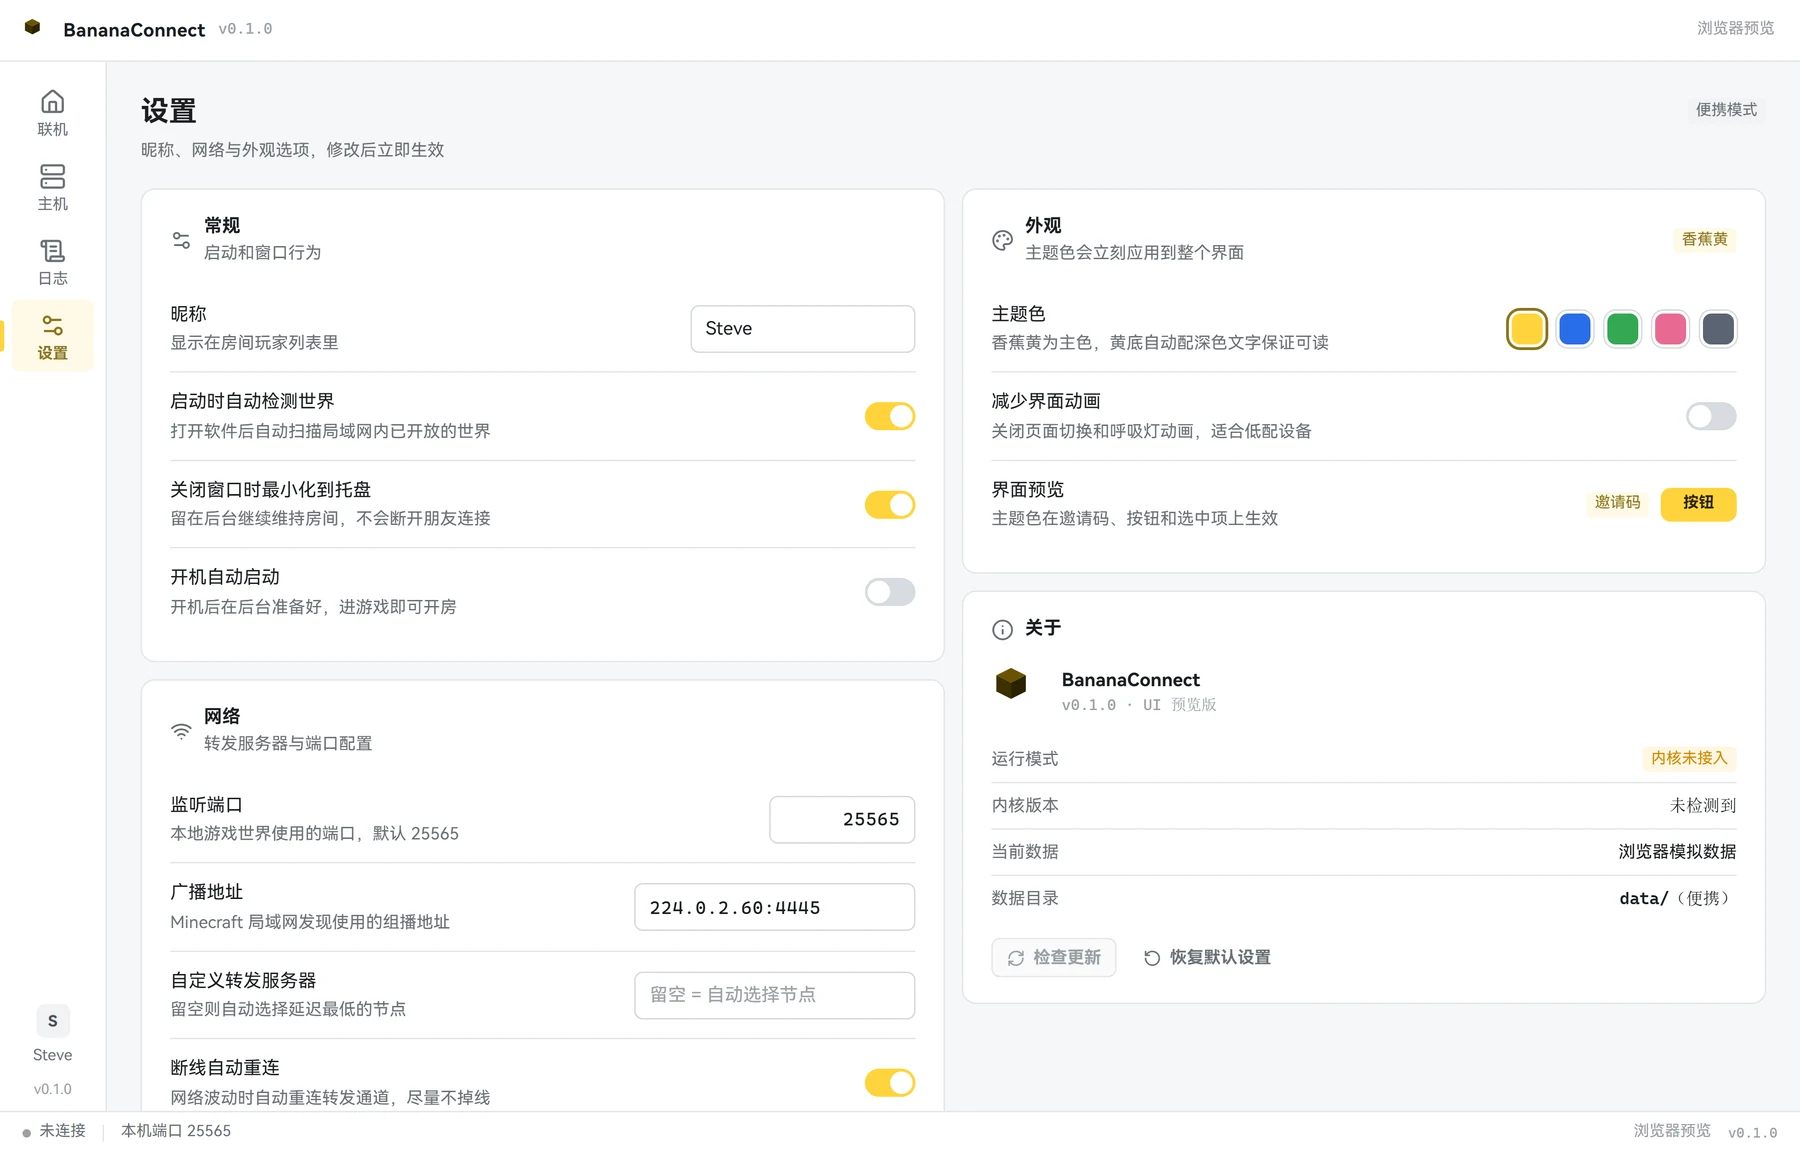 BananaConnect v0.1.0
浏览器预览
联机
主机
日志
设置
S
Steve
v0.1.0
设置
昵称、网络与外观选项，修改后立即生效
便携模式
常规
启动和窗口行为
昵称
显示在房间玩家列表里
Steve
启动时自动检测世界
打开软件后自动扫描局域网内已开放的世界
关闭窗口时最小化到托盘
留在后台继续维持房间，不会断开朋友连接
开机自动启动
开机后在后台准备好，进游戏即可开房
网络
转发服务器与端口配置
监听端口
本地游戏世界使用的端口，默认 25565
25565
广播地址
Minecraft 局域网发现使用的组播地址
224.0.2.60:4445
自定义转发服务器
留空则自动选择延迟最低的节点
留空 = 自动选择节点
断线自动重连
网络波动时自动重连转发通道，尽量不掉线
外观
主题色会立刻应用到整个界面
香蕉黄
主题色
香蕉黄为主色，黄底自动配深色文字保证可读
减少界面动画
关闭页面切换和呼吸灯动画，适合低配设备
界面预览
主题色在邀请码、按钮和选中项上生效
邀请码
按钮
关于
BananaConnect
v0.1.0 · UI 预览版
运行模式
内核未接入
内核版本
未检测到
当前数据
浏览器模拟数据
数据目录
data/（便携）
检查更新
恢复默认设置
未连接
本机端口 25565
浏览器预览
v0.1.0